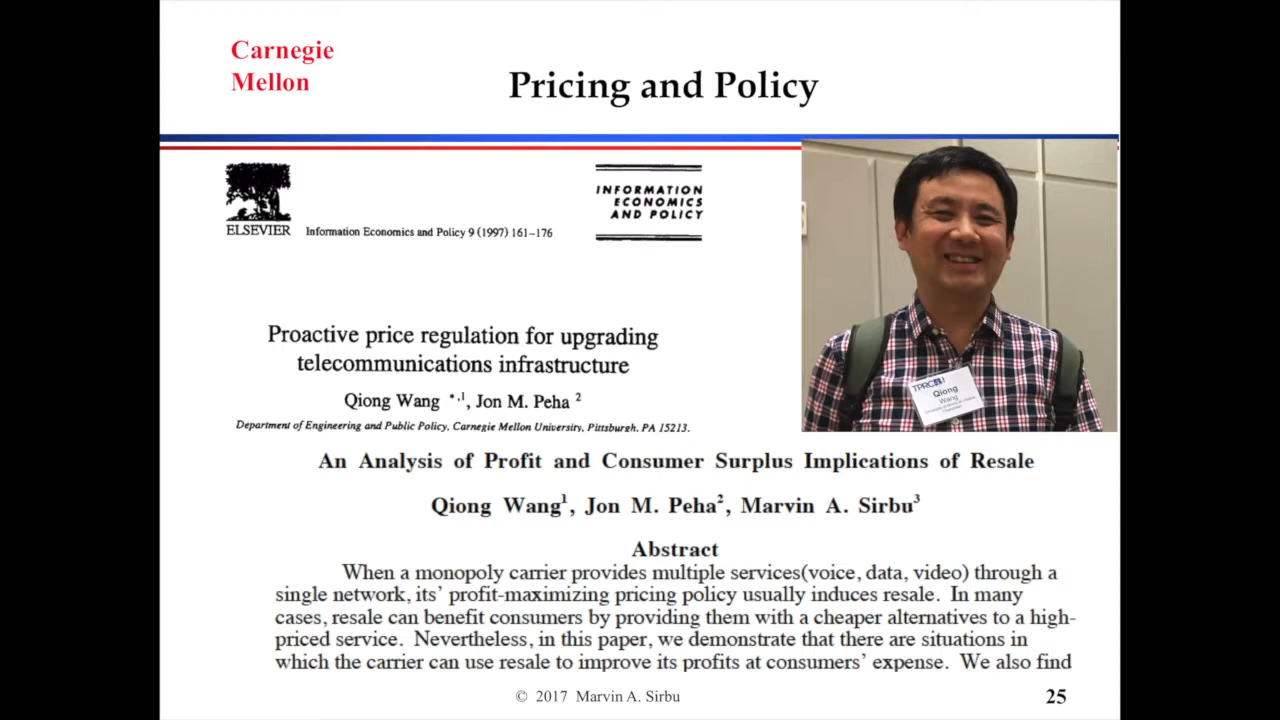 Carnegie
Mellon
Pricing and Policy
ELSEVIER
Information Economics and Policy 9 (1997) 161–176
INFORMATION
ECONOMICS
AND POLICY
Proactive price regulation for upgrading
telecommunications infrastructure
Qiong Wang *,1, Jon M. Peha 2
Department of Engineering and Public Policy, Carnegie Mellon University, Pittsburgh, PA 15213.
Qiong
Wang
An Analysis of Profit and Consumer Surplus Implications of Resale
Qiong Wang1, Jon M. Peha2, Marvin A. Sirbu3
Abstract
When a monopoly carrier provides multiple services(voice, data, video) through a
single network, its' profit-maximizing pricing policy usually induces resale. In many
cases, resale can benefit consumers by providing them with a cheaper alternatives to a high-
priced service. Nevertheless, in this paper, we demonstrate that there are situations in
which the carrier can use resale to improve its profits at consumers' expense. We also find
© 2017 Marvin A. Sirbu
25